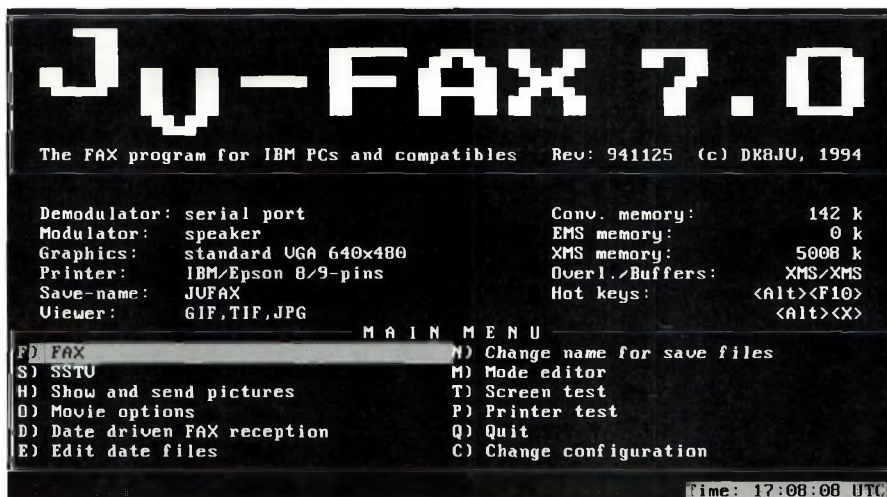 JV-FAX 7.0
The FAX program for IBM PCs and compatibles Rev: 941125 (c) DK8JV, 1994
Demodulator: serial port Conv. memory: 142 k
Modulator: speaker EMS memory: 0 k
Graphics: standard VGA 640x480 XMS memory: 5008 k
Printer: IBM/Epson 8/9-pins Overl./Buffers: XMS/XMS
Save-name: JVFAX Hot keys: <Alt><F10>
Viewer: GIF,TIF,JPG <Alt><X>
MAIN MENU
F) FAX N) Change name for save files
S) SSTV M) Mode editor
H) Show and send pictures T) Screen test
O) Movie options P) Printer test
D) Date driven FAX reception Q) Quit
E) Edit date files C) Change configuration
Time: 17:08:08 UTC